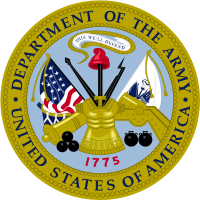 DEPARTMENT OF THE ARMY
THIS WE'LL DEFEND
1775
UNITED STATES OF AMERICA